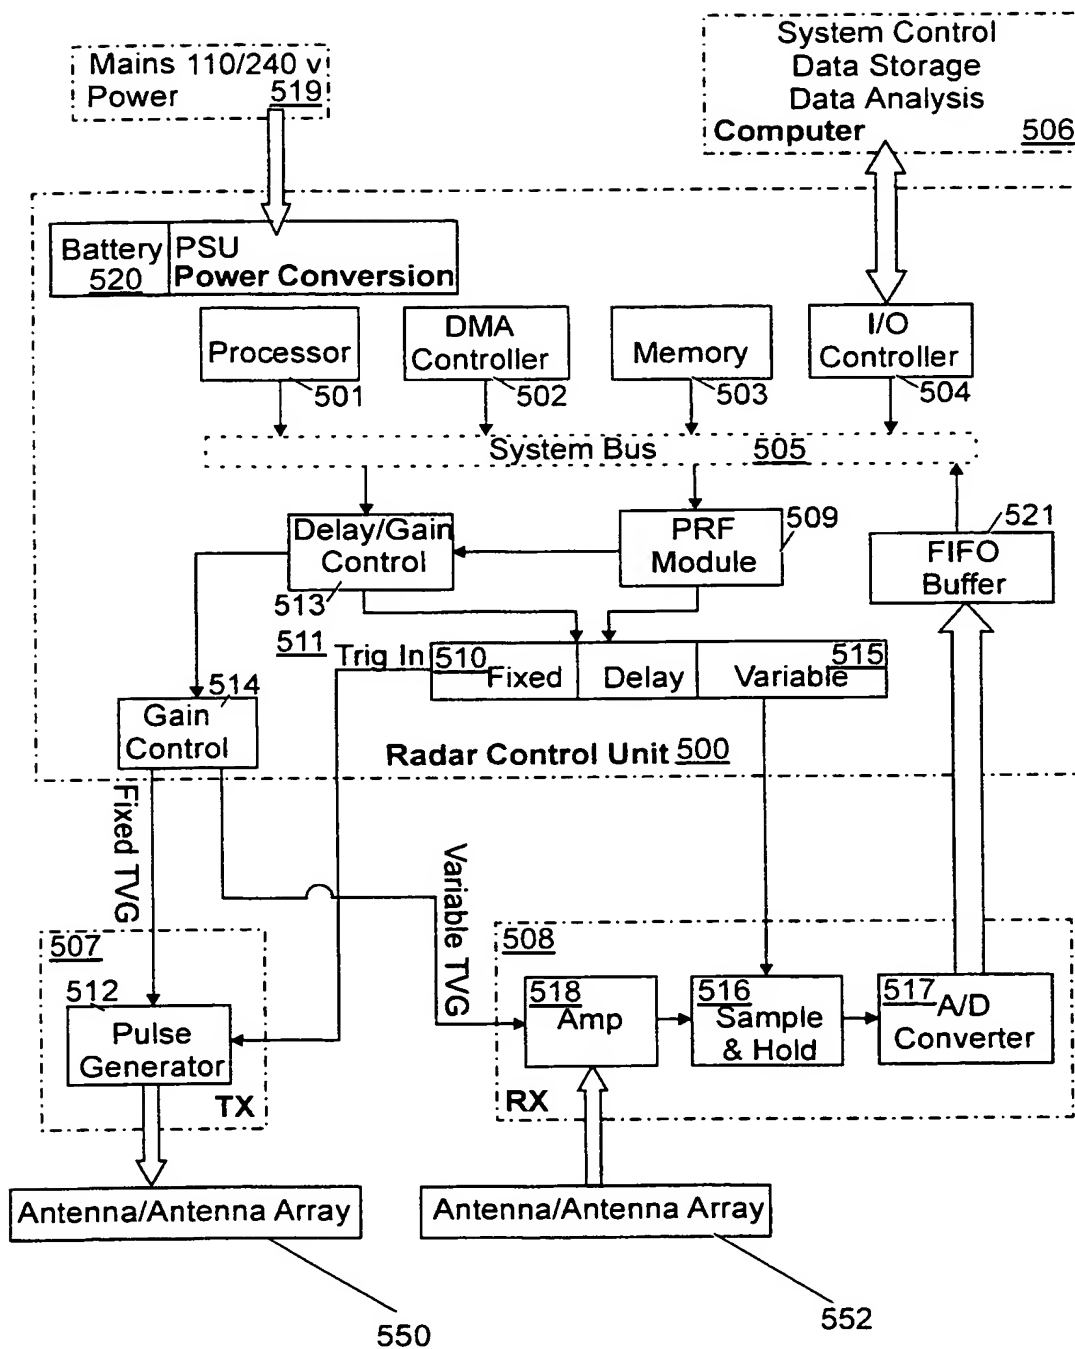 Mains 110/240 v
Power 519
System Control
Data Storage
Data Analysis
Computer 506
Battery
520
PSU
Power Conversion
Processor
501
DMA
Controller
502
Memory
503
I/O
Controller
504
System Bus 505
Delay/Gain
Control
513
PRF
Module
509
521
FIFO
Buffer
511 Trig In
510
Fixed
Delay
515
Variable
514
Gain
Control
Radar Control Unit 500
Fixed TVG
Variable TVG
507
512
Pulse
Generator
TX
508
518
Amp
516
Sample
& Hold
517
A/D
Converter
RX
Antenna/Antenna Array
Antenna/Antenna Array
550
552